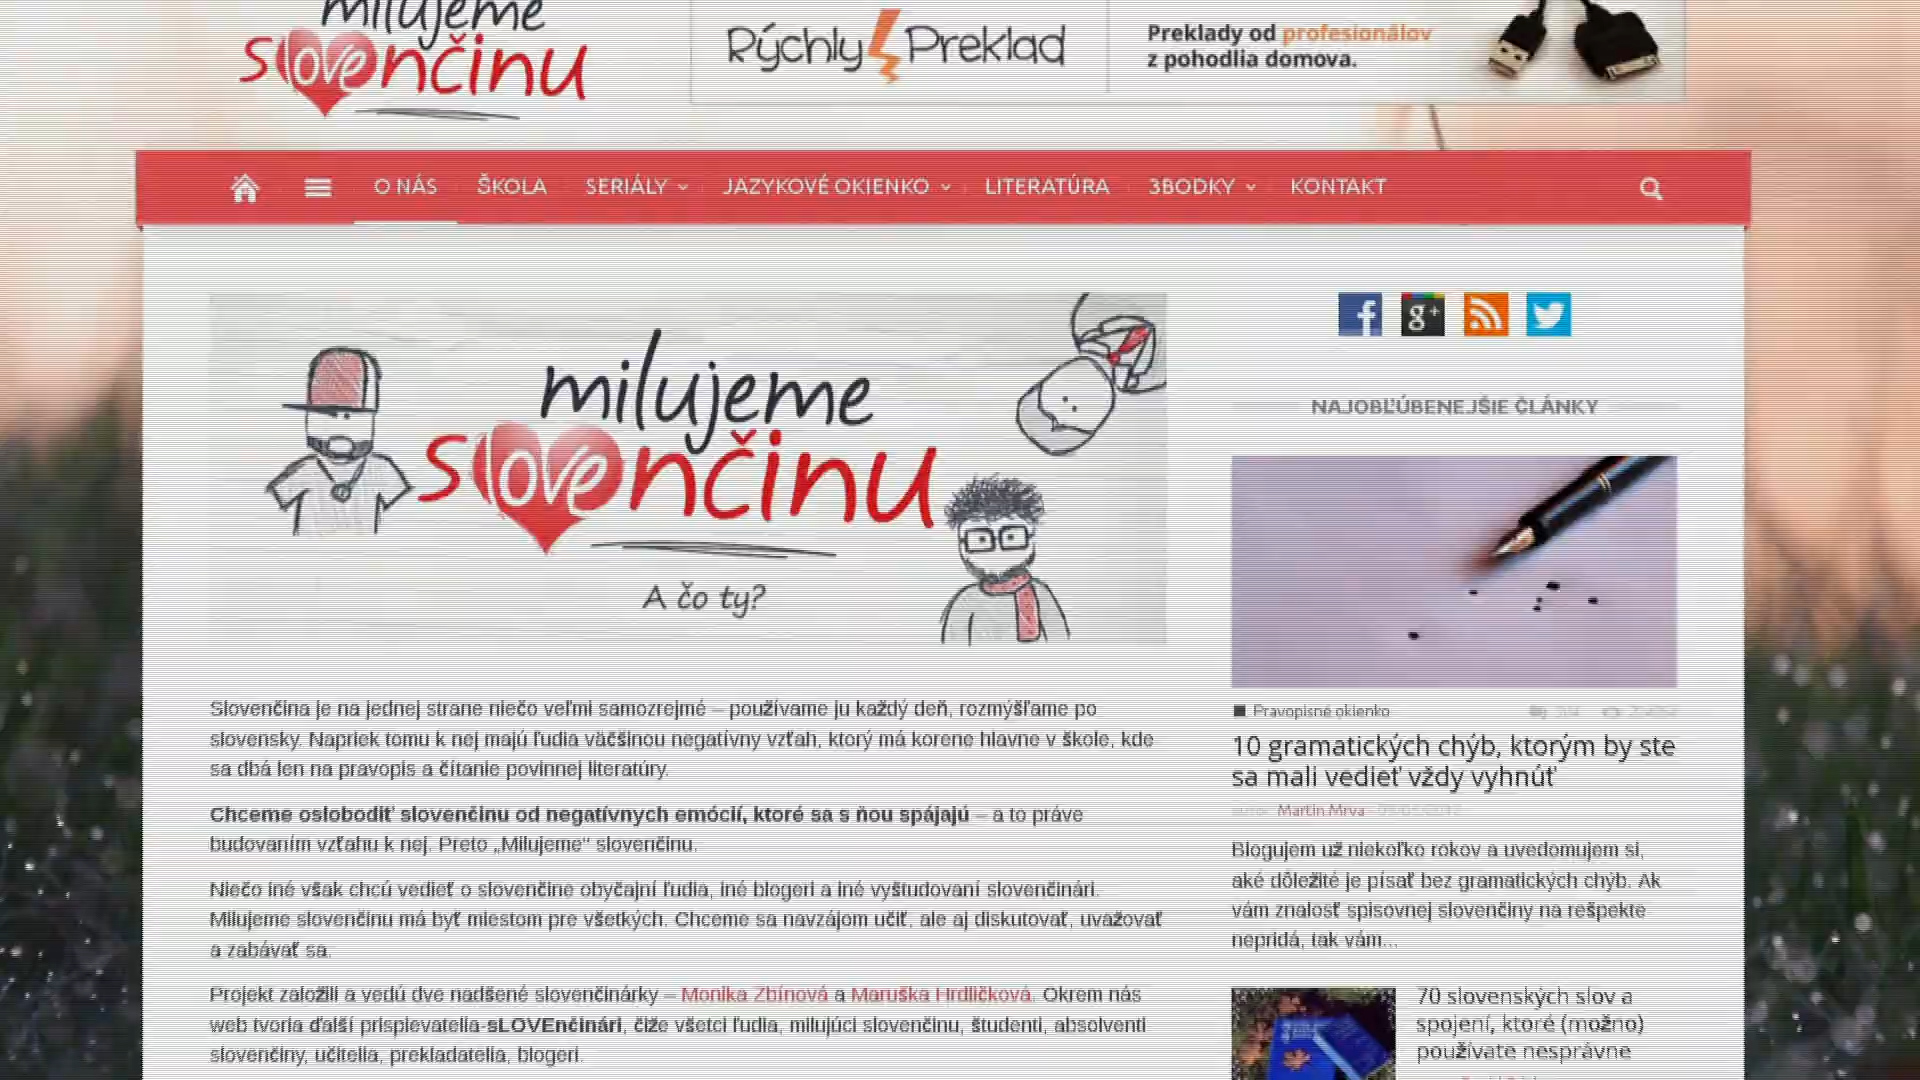 milujeme
slovenčinu
Rýchly Preklad
Preklady od profesionálov
z pohodlia domova.
O NÁS ŠKOLA SERIÁLY JAZYKOVÉ OKIENKO LITERATÚRA 3BODKY KONTAKT
milujeme
slovenčinu
A čo ty?
Slovenčina je na jednej strane niečo veľmi samozrejmé – používame ju každý deň, rozmýšľame po
slovensky. Napriek tomu k nej majú ľudia väčšinou negatívny vzťah, ktorý má korene hlavne v škole, kde
sa dbá len na pravopis a čítanie povinnej literatúry.
Chceme oslobodiť slovenčinu od negatívnych emócií, ktoré sa s ňou spájajú – a to práve
budovaním vzťahu k nej. Preto „Milujeme“ slovenčinu.
Niečo iné však chcú vedieť o slovenčine obyčajní ľudia, iné blogeri a iné vyštudovaní slovenčinári.
Milujeme slovenčinu má byť miestom pre všetkých. Chceme sa navzájom učiť, ale aj diskutovať, uvažovať
a zabávať sa.
Projekt založili a vedú dve nadšené slovenčinárky – Monika Zbínová a Maruška Hrdličková. Okrem nás
web tvoria ďalší prispievatelia-sLOVEnčinári, čiže všetci ľudia, milujúci slovenčinu, študenti, absolventi
slovenčiny, učitelia, prekladatelia, blogeri.
g+
NAJOBĽÚBENEJŠIE ČLÁNKY
Pravopisné okienko
10 gramatických chýb, ktorým by ste
sa mali vedieť vždy vyhnúť
Martin Mrva
Blogujem už niekoľko rokov a uvedomujem si,
aké dôležité je písať bez gramatických chýb. Ak
vám znalosť spisovnej slovenčiny na rešpekte
nepridá, tak vám...
70 slovenských slov a
spojení, ktoré (možno)
používate nesprávne